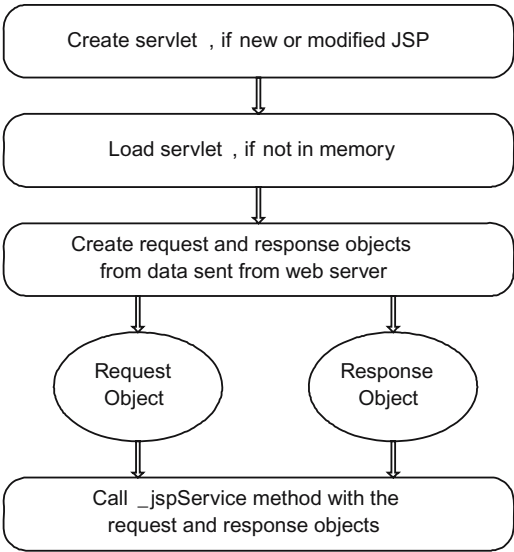 Create servlet , if new or modified JSP
Load servlet , if not in memory
Create request and response objects
from data sent from web server
Request
Object
Response
Object
Call _jspService method with the
request and response objects